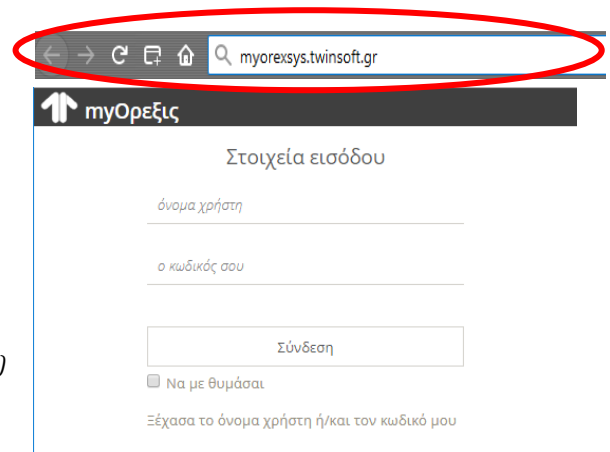 myorexsys.twinsoft.gr
myΟρεξις
Στοιχεία εισόδου
όνομα χρήστη
ο κωδικός σου
Σύνδεση
)
Να με θυμάσαι
Ξέχασα το όνομα χρήστη ή/και τον κωδικό μου